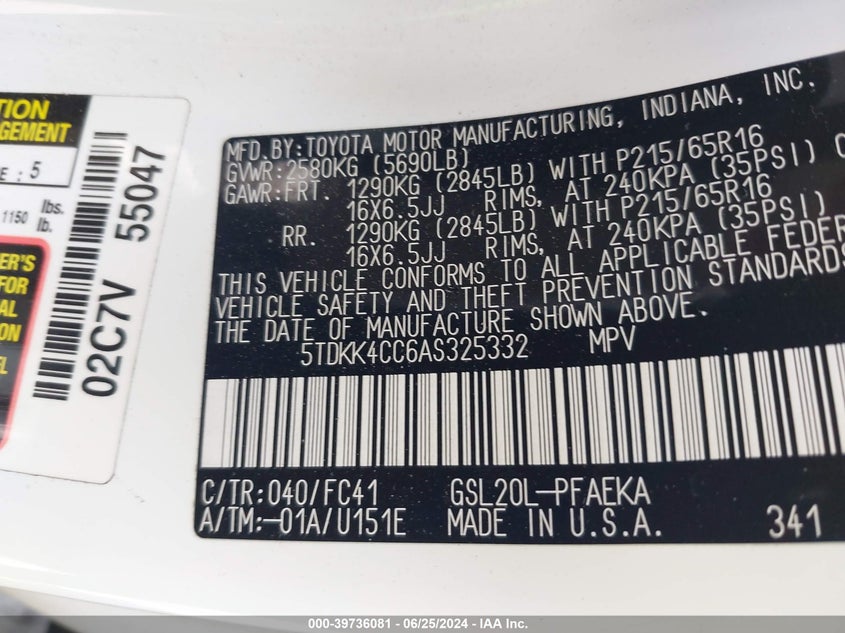 TION
GEMENT
E : 5
1150 lbs.
lb.
ER'S
FOR
AL
ION
EL
02C7V 55047
MFD.BY:TOYOTA MOTOR MANUFACTURING, INDIANA, INC.
GVWR:2580KG (5690LB)
GAWR:FRT. 1290KG (2845LB) WITH P215/65R16
16X6.5JJ RIMS, AT 240KPA (35PSI) C
RR. 1290KG (2845LB) WITH P215/65R16
16X6.5JJ RIMS, AT 240KPA (35PSI)
THIS VEHICLE CONFORMS TO ALL APPLICABLE FEDER
VEHICLE SAFETY AND THEFT PREVENTION STANDARDS
THE DATE OF MANUFACTURE SHOWN ABOVE.
5TDKK4CC6AS325332 MPV
C/TR:040/FC41 GSL20L-PFAEKA
A/TM:-01A/U151E MADE IN U.S.A. 341
000-39736081 - 06/25/2024 - IAA Inc.